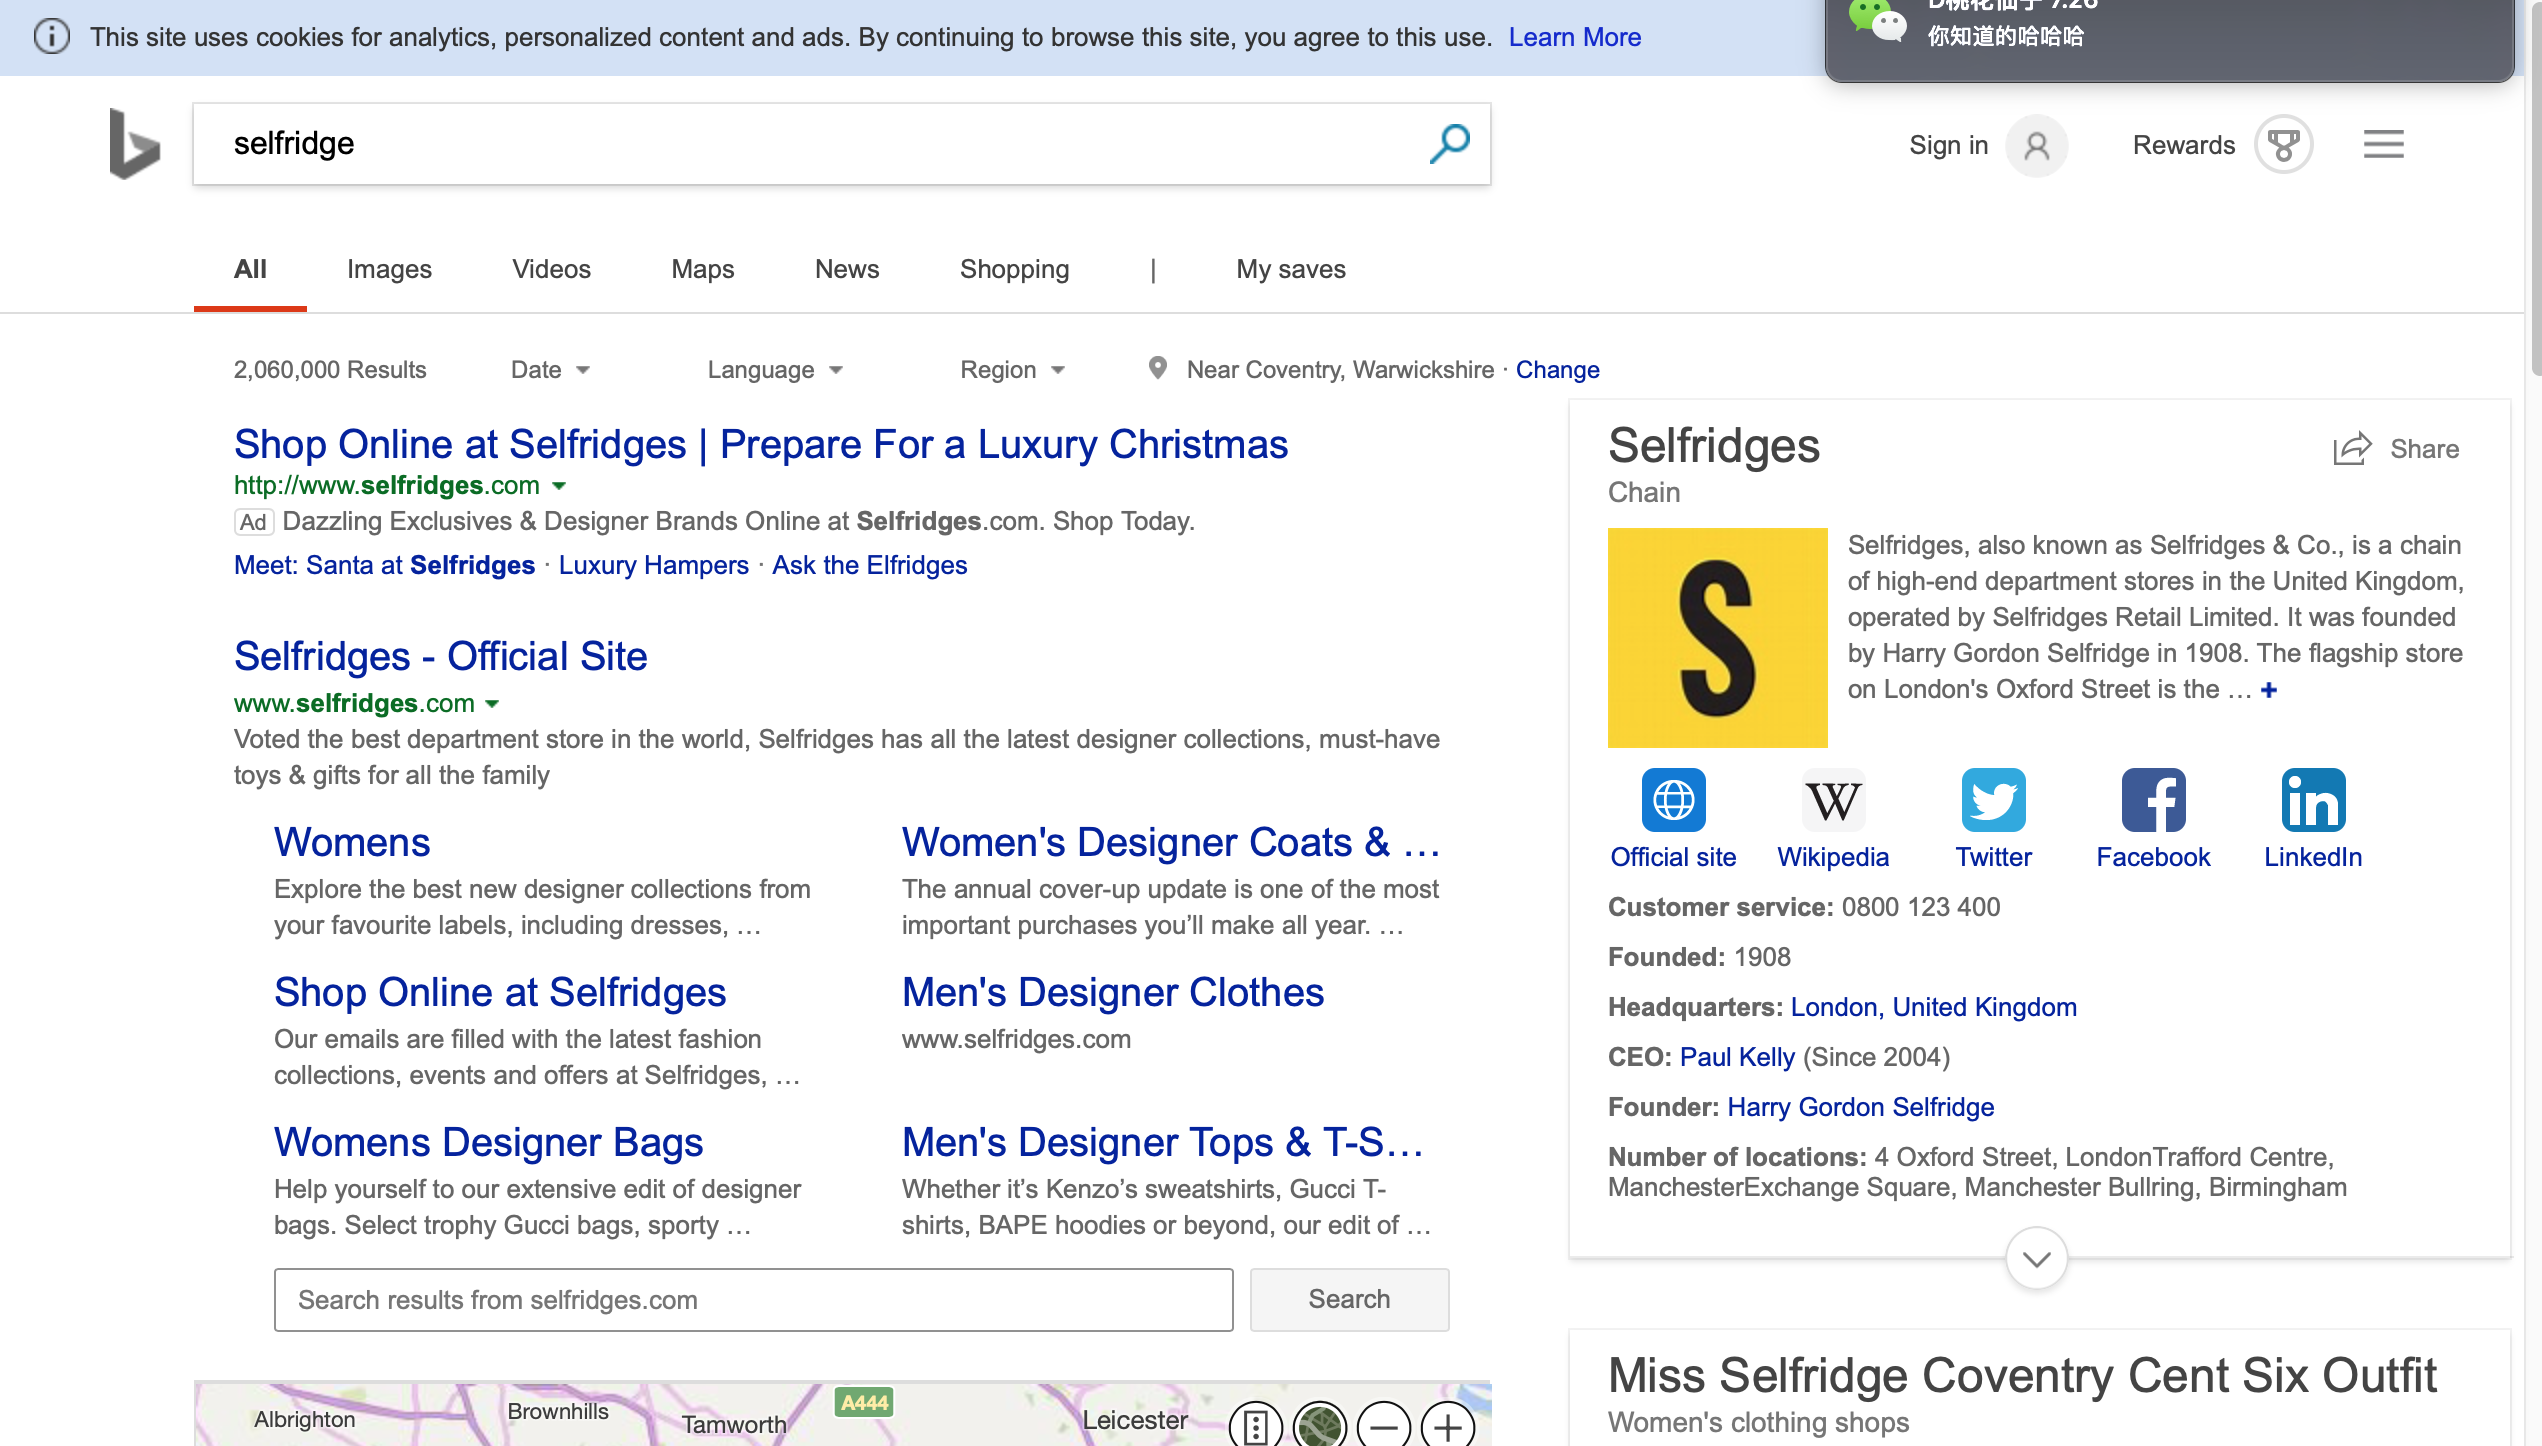 This site uses cookies for analytics, personalized content and ads. By continuing to browse this site, you agree to this use. Learn More
你知道的哈哈哈
selfridge
Sign in
Rewards
All Images Videos Maps News Shopping | My saves
2,060,000 Results Date Language Region Near Coventry, Warwickshire · Change
Shop Online at Selfridges | Prepare For a Luxury Christmas
http://www.selfridges.com
Ad Dazzling Exclusives & Designer Brands Online at Selfridges.com. Shop Today.
Meet: Santa at Selfridges · Luxury Hampers · Ask the Elfridges
Selfridges - Official Site
www.selfridges.com
Voted the best department store in the world, Selfridges has all the latest designer collections, must-have
toys & gifts for all the family
Womens
Explore the best new designer collections from
your favourite labels, including dresses, …
Women's Designer Coats & …
The annual cover-up update is one of the most
important purchases you’ll make all year. …
Shop Online at Selfridges
Our emails are filled with the latest fashion
collections, events and offers at Selfridges, …
Men's Designer Clothes
www.selfridges.com
Womens Designer Bags
Help yourself to our extensive edit of designer
bags. Select trophy Gucci bags, sporty …
Men's Designer Tops & T-S…
Whether it’s Kenzo’s sweatshirts, Gucci T-
shirts, BAPE hoodies or beyond, our edit of …
Search results from selfridges.com
Search
Albrighton
Brownhills
Tamworth
A444
Leicester
Selfridges
Share
Chain
S
Selfridges, also known as Selfridges & Co., is a chain
of high-end department stores in the United Kingdom,
operated by Selfridges Retail Limited. It was founded
by Harry Gordon Selfridge in 1908. The flagship store
on London's Oxford Street is the … +
W
f
in
Official site Wikipedia Twitter Facebook LinkedIn
Customer service: 0800 123 400
Founded: 1908
Headquarters: London, United Kingdom
CEO: Paul Kelly (Since 2004)
Founder: Harry Gordon Selfridge
Number of locations: 4 Oxford Street, LondonTrafford Centre,
ManchesterExchange Square, Manchester Bullring, Birmingham
Miss Selfridge Coventry Cent Six Outfit
Women's clothing shops